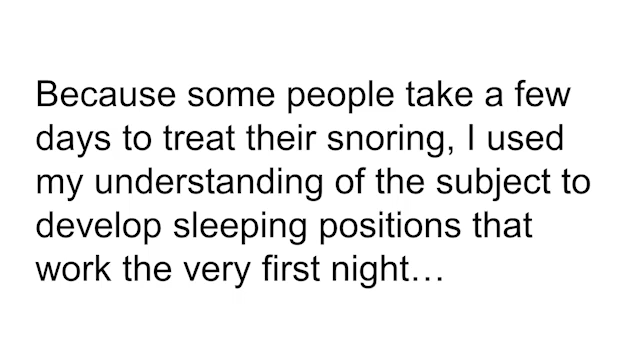 Because some people take a few
days to treat their snoring, I used
my understanding of the subject to
develop sleeping positions that
work the very first night…